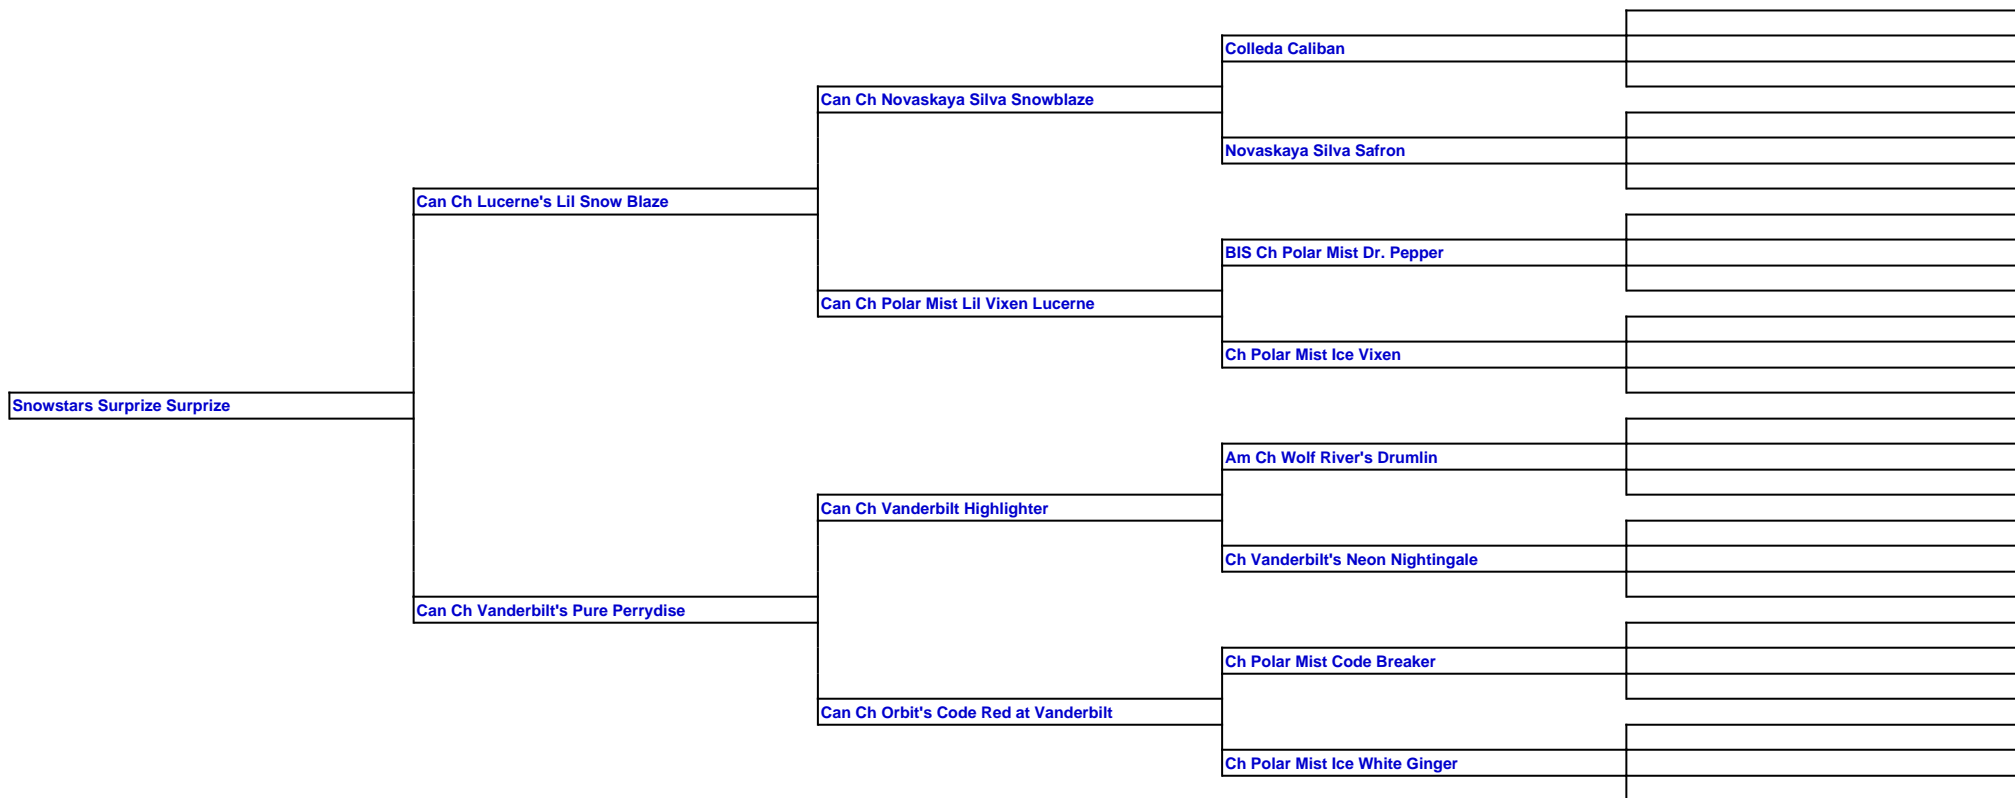 Colleda Caliban
Can Ch Novaskaya Silva Snowblaze
Novaskaya Silva Safron
Can Ch Lucerne's Lil Snow Blaze
BIS Ch Polar Mist Dr. Pepper
Can Ch Polar Mist Lil Vixen Lucerne
Ch Polar Mist Ice Vixen
Snowstars Surprize Surprize
Am Ch Wolf River's Drumlin
Can Ch Vanderbilt Highlighter
Ch Vanderbilt's Neon Nightingale
Can Ch Vanderbilt's Pure Perrydise
Ch Polar Mist Code Breaker
Can Ch Orbit's Code Red at Vanderbilt
Ch Polar Mist Ice White Ginger